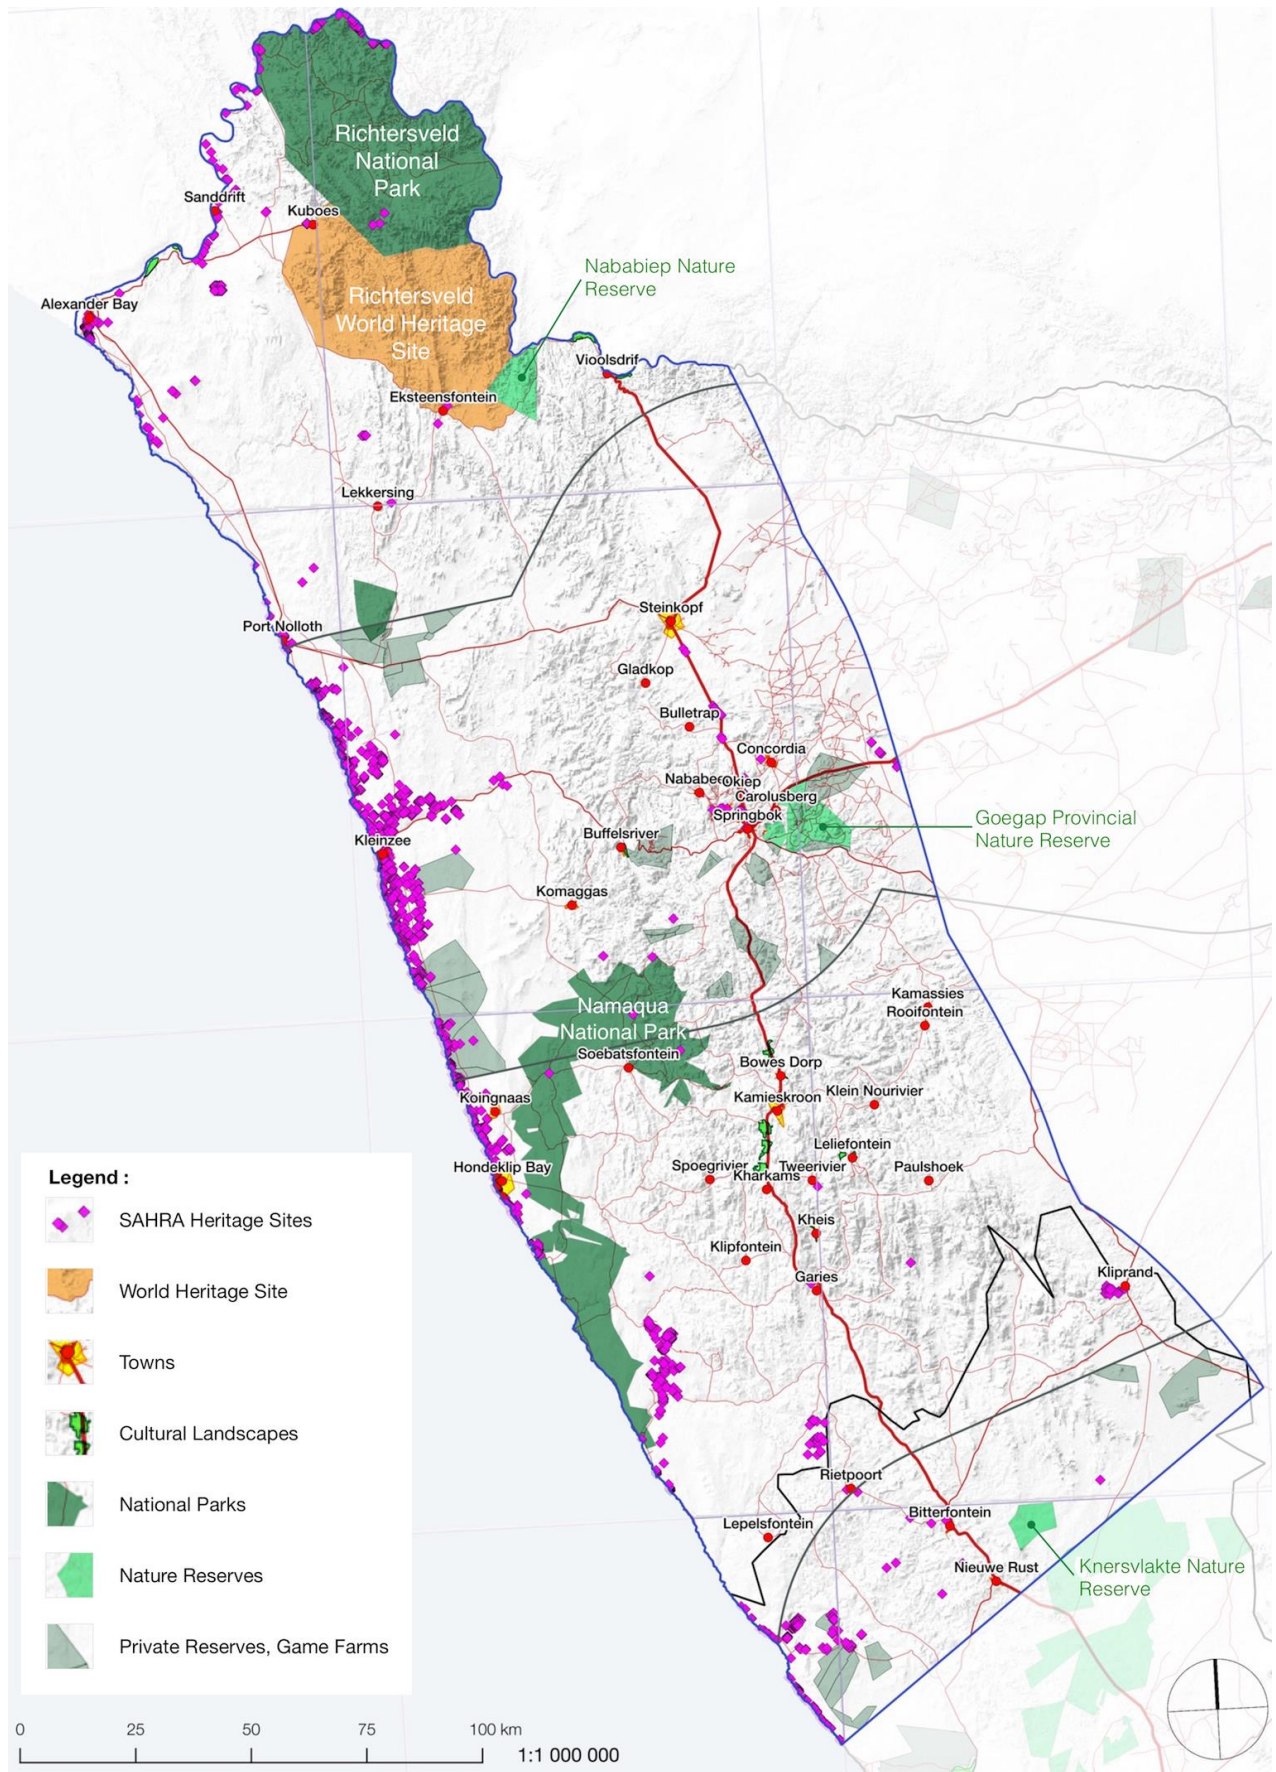 Richtersveld
National
Park
Sanddrift
Kuboes
Nababiep Nature
Reserve
Richtersveld
World Heritage
Site
Alexander Bay
Vioolsdrif
Eksteensfontein
Lekkersing
Steinkopf
Port Nolloth
Gladkop
Bulletrap
Concordia
Okiep
Carolusberg
Springbok
Goegap Provincial
Nature Reserve
Buffelsriver
Kleinzee
Komaggas
Kamassies
Rooifontein
Namaqua
National Park
Soebatsfontein
Bowes Dorp
Koingnaas
Kamieskroon
Klein Nourivier
Leliefontein
Hondeklip Bay
Spoegrivier
Tweerivier
Paulshoek
Kharkams
Kheis
Klipfontein
Garies
Kliprand
Rietpoort
Bitterfontein
Lepelsfontein
Nieuwe Rust
Knersvlakte Nature
Reserve
Legend :
SAHRA Heritage Sites
World Heritage Site
Towns
Cultural Landscapes
National Parks
Nature Reserves
Private Reserves, Game Farms
0 25 50 75 100 km
1:1 000 000